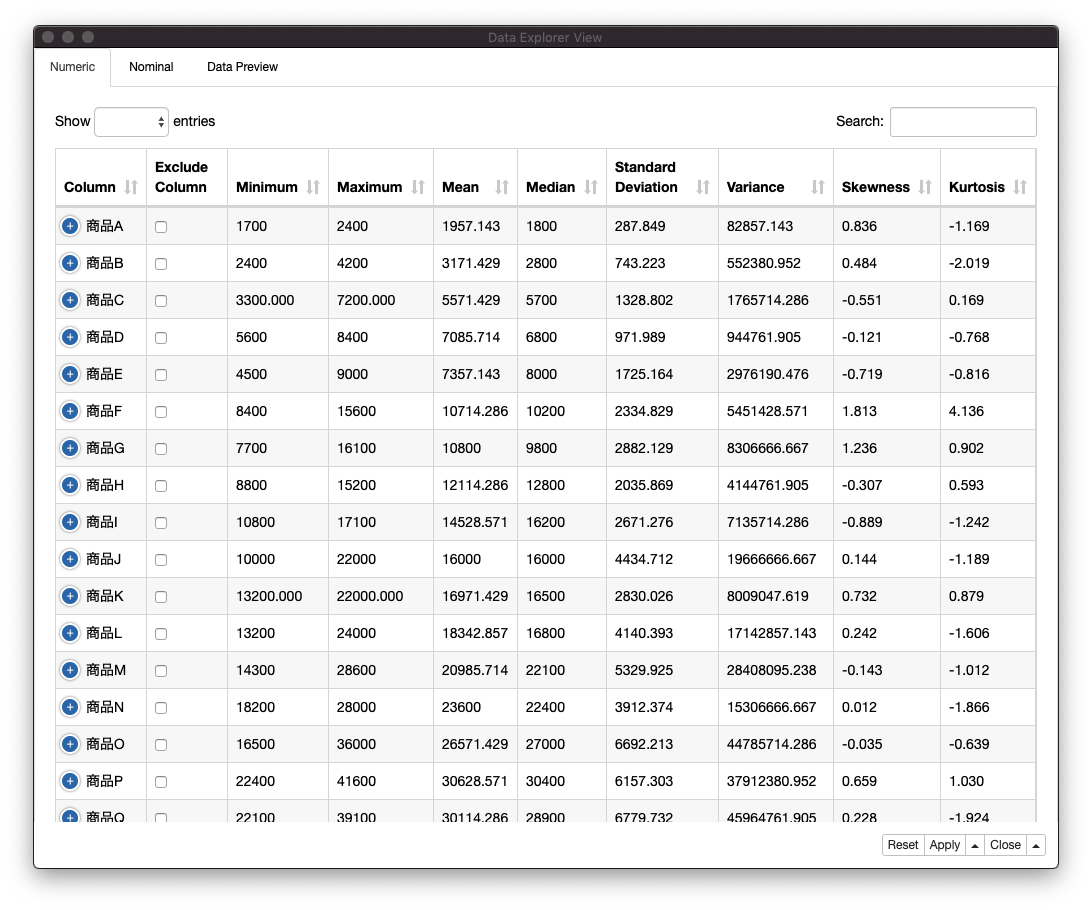 Data Explorer View
Numeric Nominal Data Preview
Show entries Search:
Column Exclude Column Minimum Maximum Mean Median Standard Deviation Variance Skewness Kurtosis
商品A 1700 2400 1957.143 1800 287.849 82857.143 0.836 -1.169
商品B 2400 4200 3171.429 2800 743.223 552380.952 0.484 -2.019
商品C 3300.000 7200.000 5571.429 5700 1328.802 1765714.286 -0.551 0.169
商品D 5600 8400 7085.714 6800 971.989 944761.905 -0.121 -0.768
商品E 4500 9000 7357.143 8000 1725.164 2976190.476 -0.719 -0.816
商品F 8400 15600 10714.286 10200 2334.829 5451428.571 1.813 4.136
商品G 7700 16100 10800 9800 2882.129 8306666.667 1.236 0.902
商品H 8800 15200 12114.286 12800 2035.869 4144761.905 -0.307 0.593
商品I 10800 17100 14528.571 16200 2671.276 7135714.286 -0.889 -1.242
商品J 10000 22000 16000 16000 4434.712 19666666.667 0.144 -1.189
商品K 13200.000 22000.000 16971.429 16500 2830.026 8009047.619 0.732 0.879
商品L 13200 24000 18342.857 16800 4140.393 17142857.143 0.242 -1.606
商品M 14300 28600 20985.714 22100 5329.925 28408095.238 -0.143 -1.012
商品N 18200 28000 23600 22400 3912.374 15306666.667 0.012 -1.866
商品O 16500 36000 26571.429 27000 6692.213 44785714.286 -0.035 -0.639
商品P 22400 41600 30628.571 30400 6157.303 37912380.952 0.659 1.030
商品Q 22100 39100 30114.286 28900 6779.732 45964761.905 0.228 -1.924
Reset Apply Close